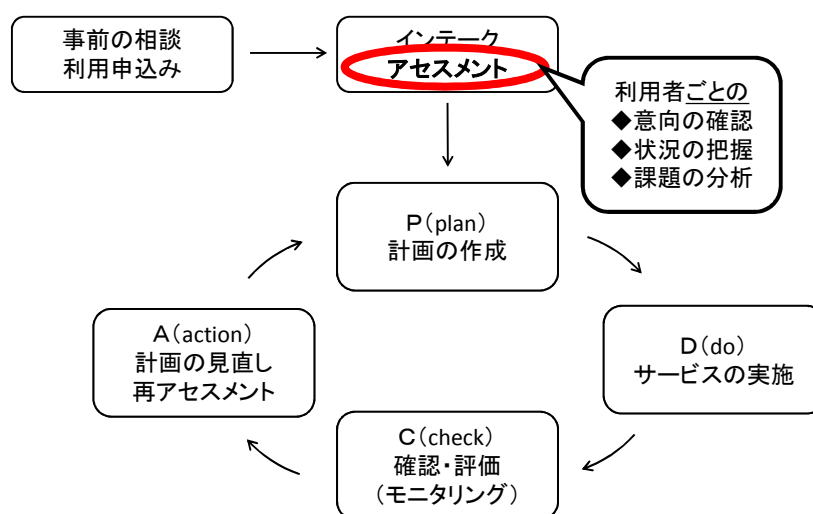 事前の相談
利用申込み
インテーク
アセスメント
利用者ごとの
◆意向の確認
◆状況の把握
◆課題の分析
P(plan)
計画の作成
D(do)
サービスの実施
C(check)
確認・評価
(モニタリング)
A(action)
計画の見直し
再アセスメント